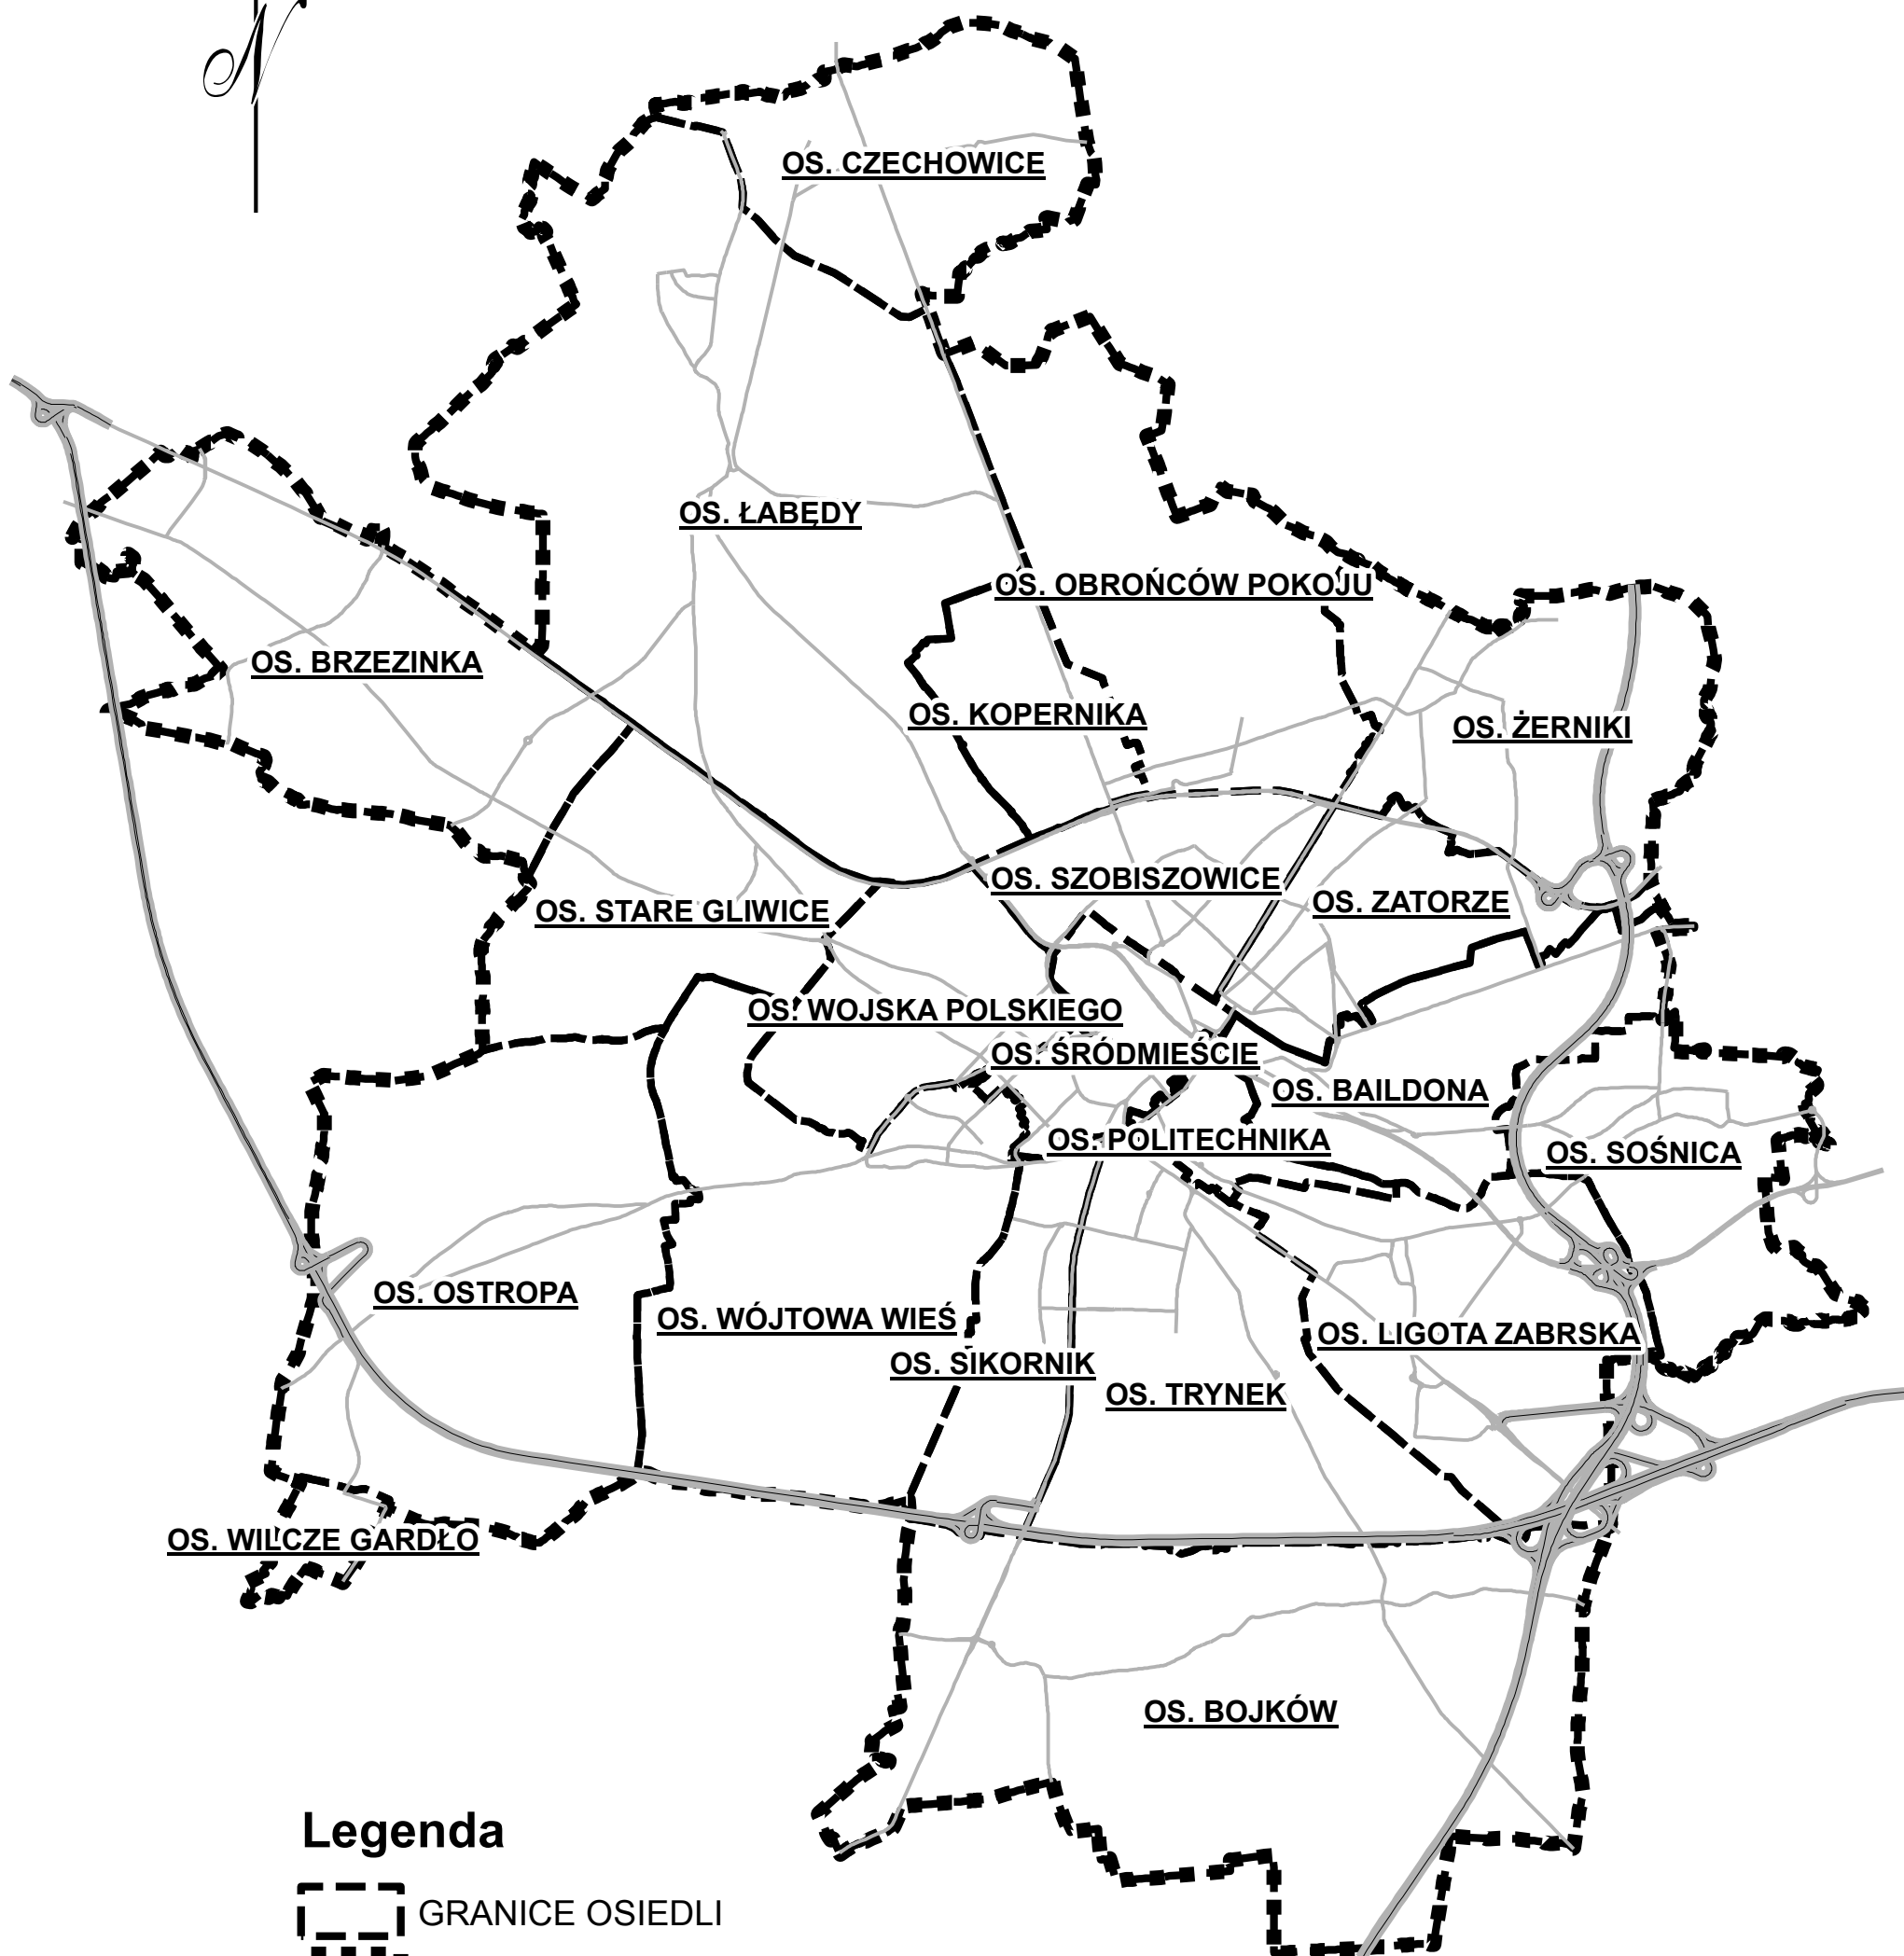 N
OS. CZECHOWICE
OS. ŁABĘDY
OS. OBROŃCÓW POKOJU
OS. BRZEZINKA
OS. KOPERNIKA
OS. ŻERNIKI
OS. SZOBISZOWICE
OS. ZATORZE
OS. STARE GLIWICE
OS. WOJSKA POLSKIEGO
OS. ŚRÓDMIEŚCIE
OS. BAILDONA
OS. POLITECHNIKA
OS. SOŚNICA
OS. OSTROPA
OS. WÓJTOWA WIEŚ
OS. LIGOTA ZABRSKA
OS. SIKORNIK
OS. TRYNEK
OS. WILCZE GARDŁO
OS. BOJKÓW
Legenda
GRANICE OSIEDLI